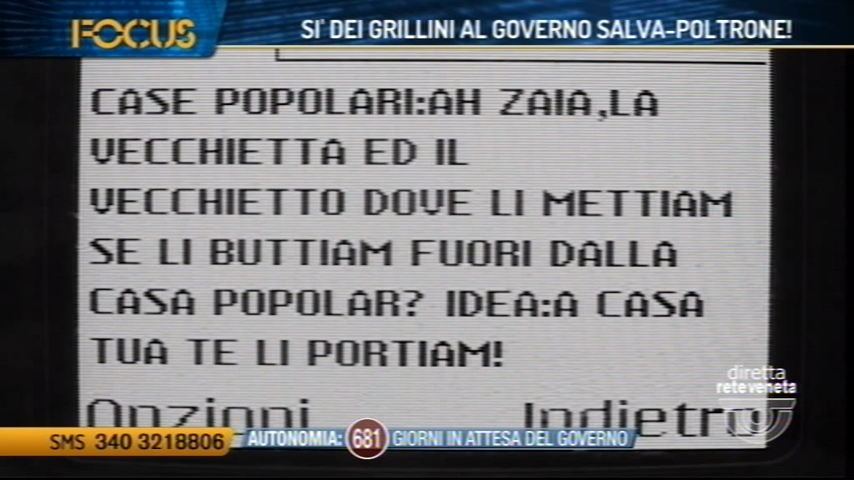 FOCUS
SI' DEI GRILLINI AL GOVERNO SALVA-POLTRONE!
CASE POPOLARI:AH ZAIA,LA
VECCHIETTA ED IL
VECCHIETTO DOVE LI METTIAM
SE LI BUTTIAM FUORI DALLA
CASA POPOLAR? IDEA:A CASA
TUA TE LI PORTIAM!
diretta
reteveneta
Opzioni Indietro
SMS 340 3218806
AUTONOMIA: 681 GIORNI IN ATTESA DEL GOVERNO